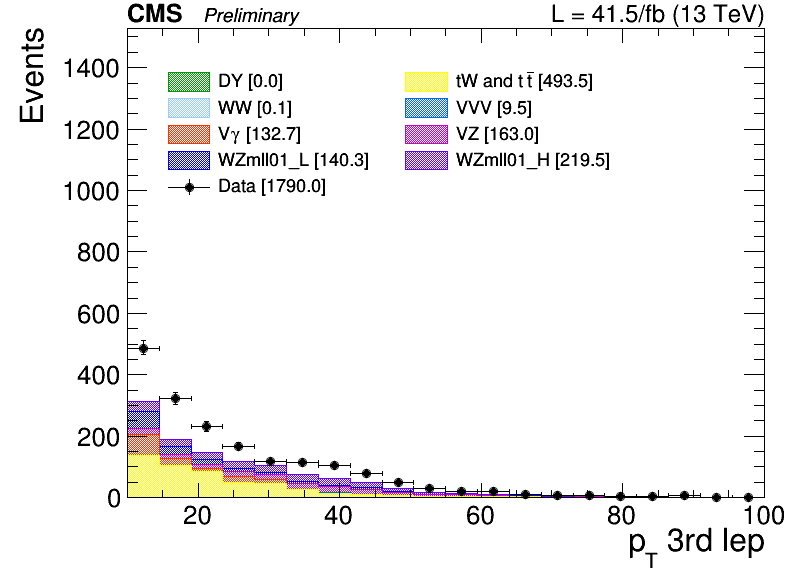 CMS Preliminary L = 41.5/fb (13 TeV)
Events
1400
1200
1000
800
600
400
200
0
DY [0.0]
tW and t t̅ [493.5]
WW [0.1]
VVV [9.5]
Vγ [132.7]
VZ [163.0]
WZmll01_L [140.3]
WZmll01_H [219.5]
Data [1790.0]
20 40 60 80 100
pT 3rd lep